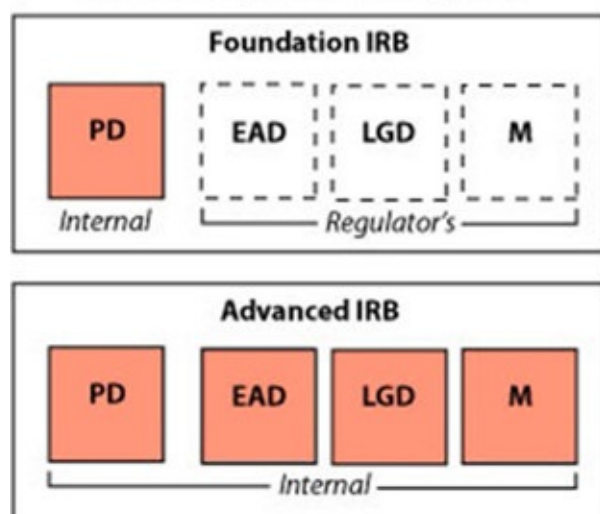 Foundation IRB
PD EAD LGD M
Internal Regulator's
Advanced IRB
PD EAD LGD M
Internal